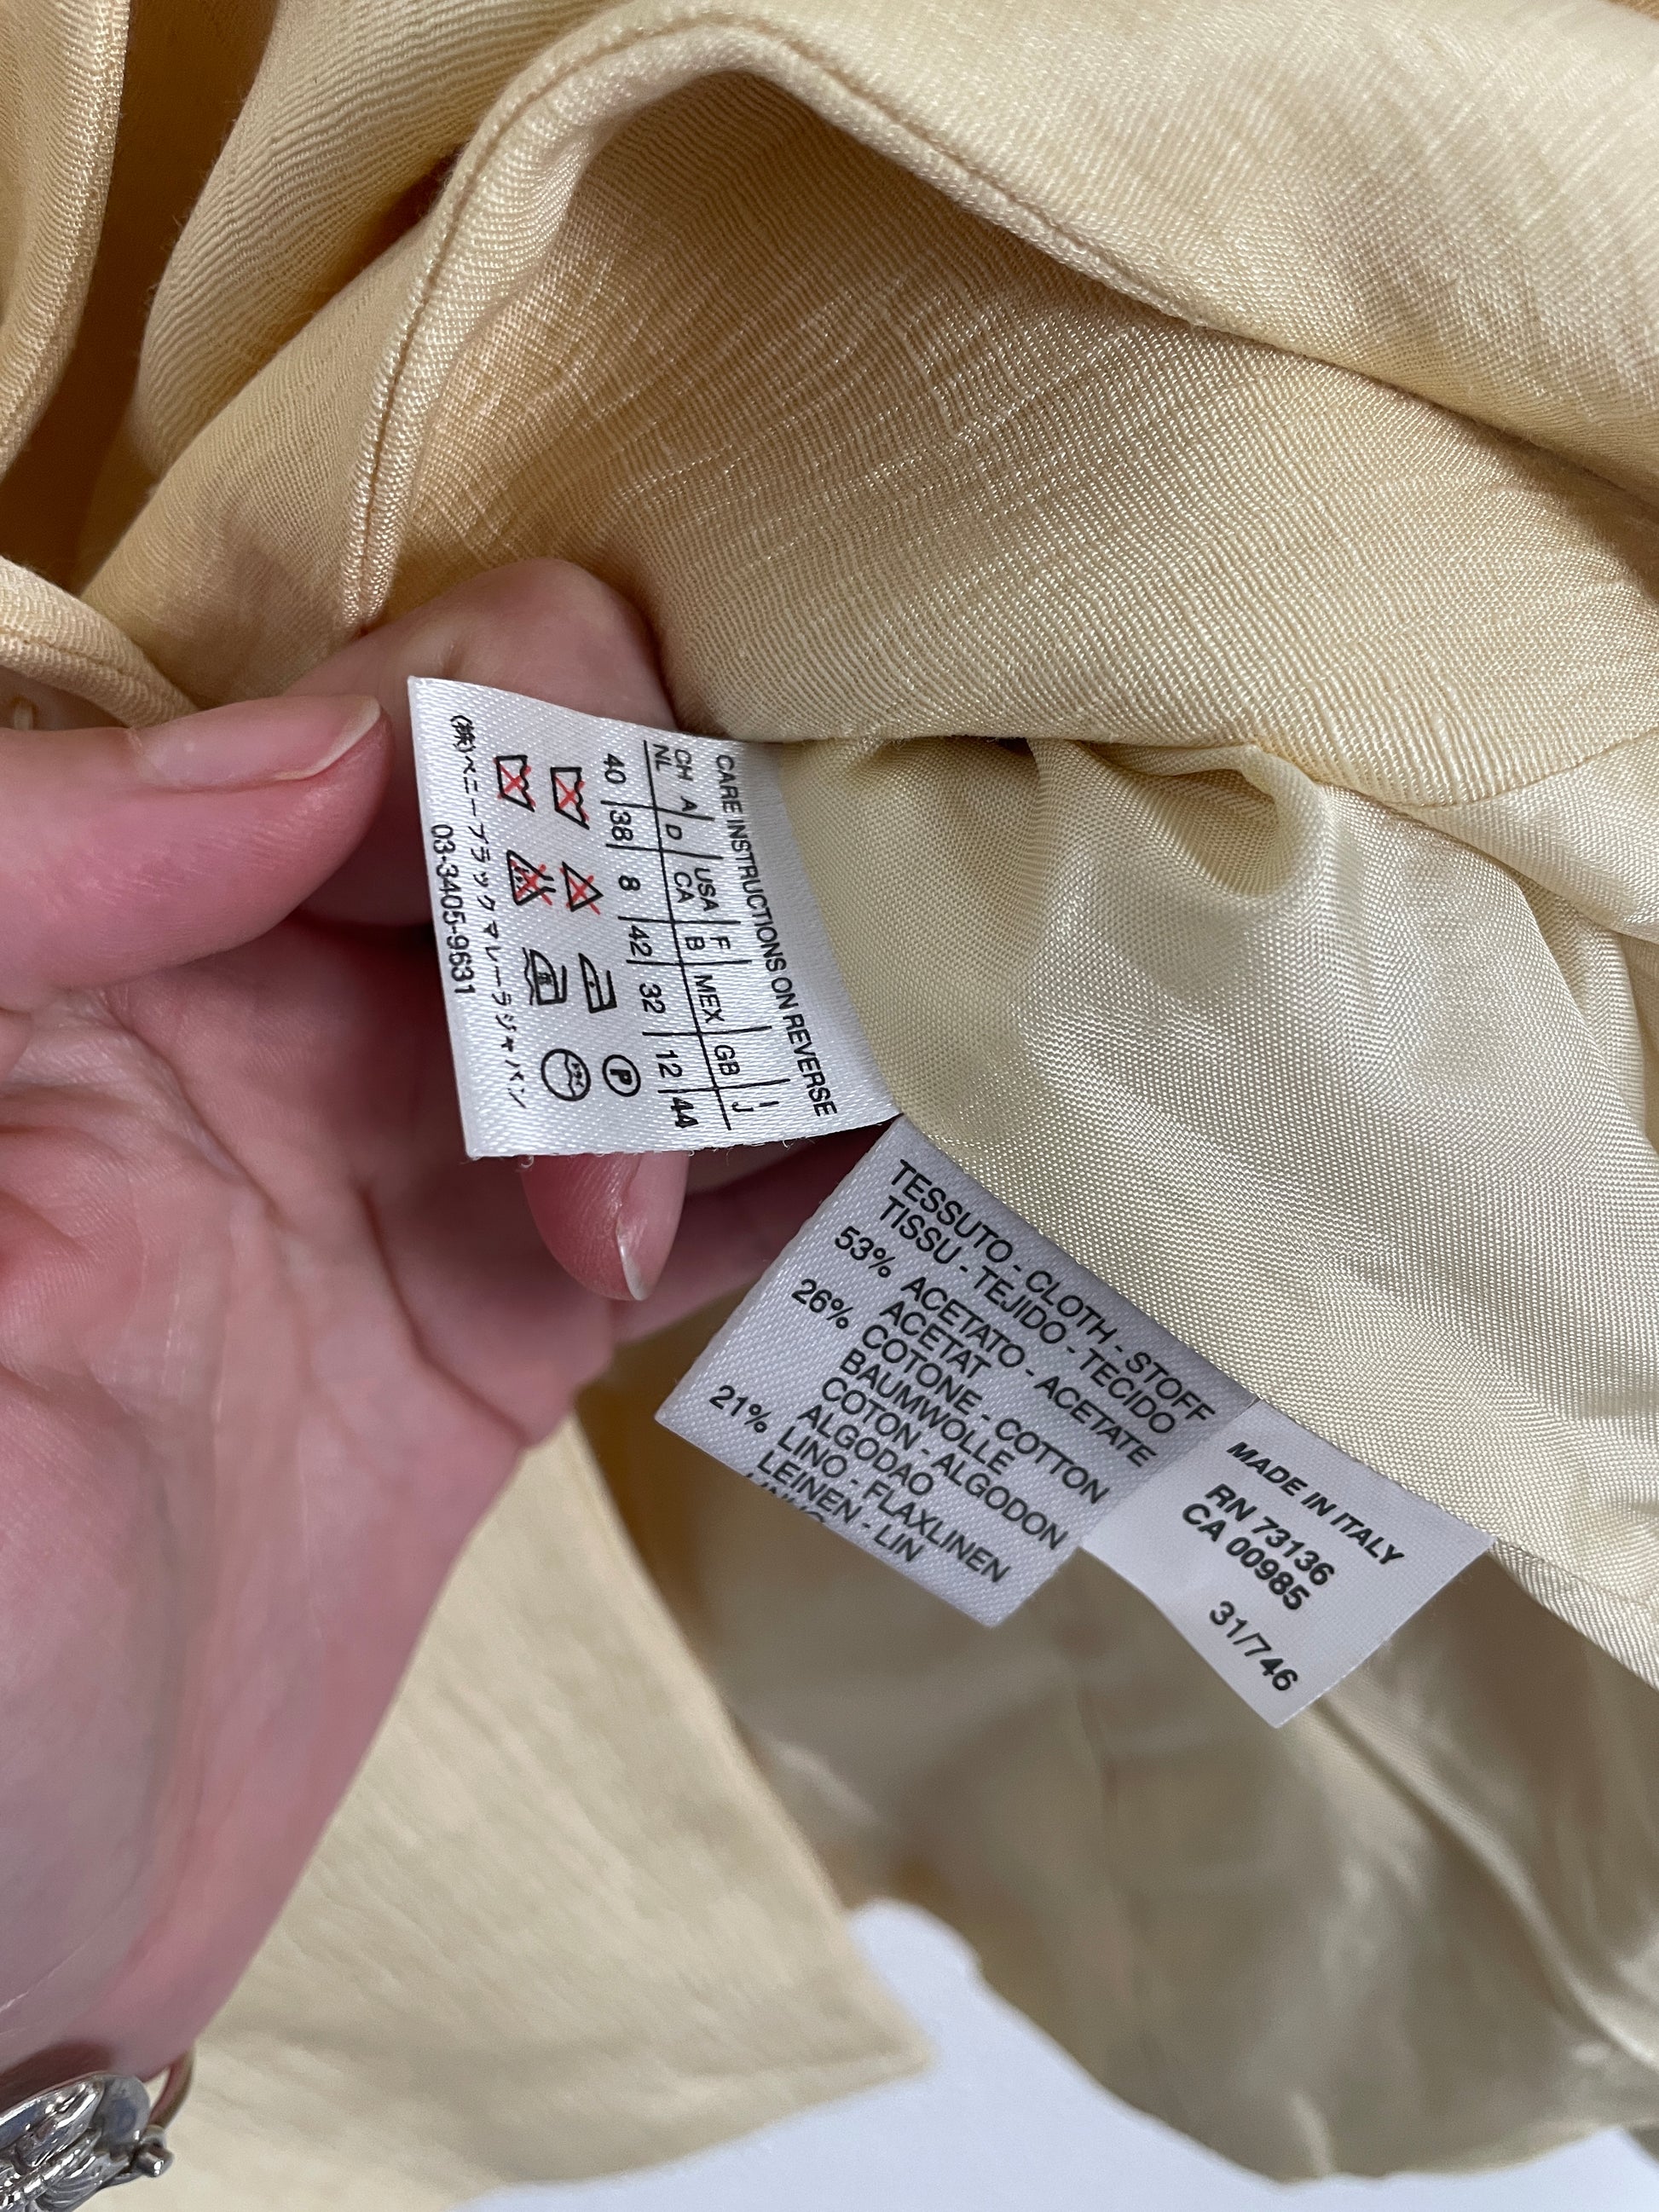 CARE INSTRUCTIONS ON REVERSE
CH A USA F MEX GB I
NL D CA B J
40 38 8 42 32 12 44
P
(株)ペニーブラックマレーラジャパン
03-3405-9631
TESSUTO - CLOTH - STOFF
TISSU - TEJIDO - TECIDO
53% ACETATO - ACETATE
ACETAT
26% COTONE - COTTON
BAUMWOLLE
COTON - ALGODON
ALGODAO
21% LINO - FLAXLINEN
LEINEN - LIN
MADE IN ITALY
RN 73136
CA 00985
31/746